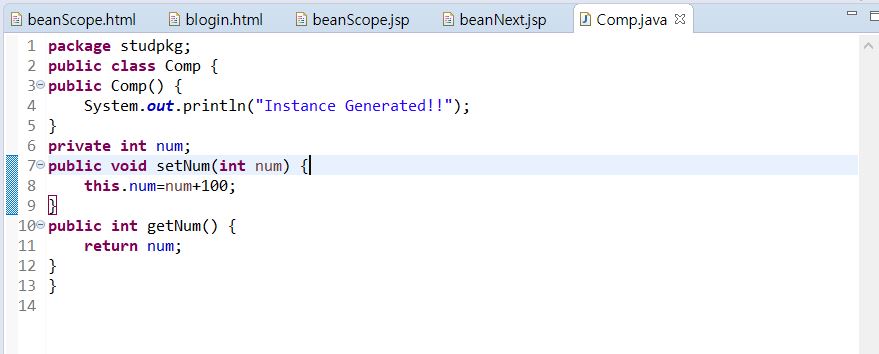 beanScope.html blogin.html beanScope.jsp beanNext.jsp Comp.java
1 package studpkg;
2 public class Comp {
3 public Comp() {
4     System.out.println("Instance Generated!!");
5 }
6 private int num;
7 public void setNum(int num) {
8     this.num=num+100;
9 }
10 public int getNum() {
11     return num;
12 }
13 }
14